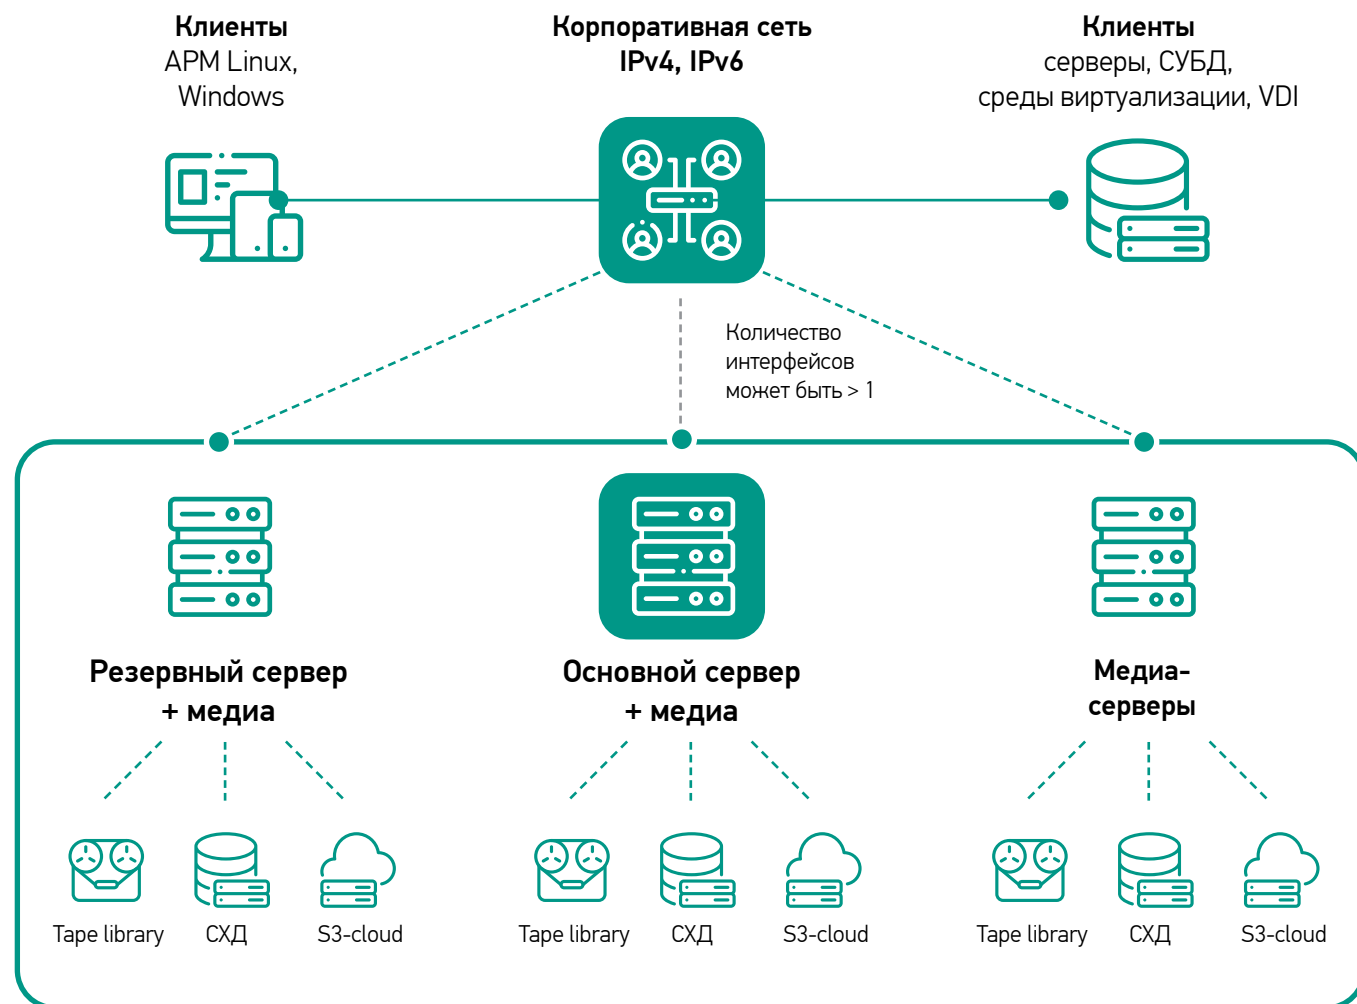 Клиенты
АРМ Linux,
Windows
Корпоративная сеть
IPv4, IPv6
Клиенты
серверы, СУБД,
среды виртуализации, VDI
Количество
интерфейсов
может быть > 1
Резервный сервер
+ медиа
Основной сервер
+ медиа
Медиа-
серверы
Tape library
СХД
S3-cloud
Tape library
СХД
S3-cloud
Tape library
СХД
S3-cloud